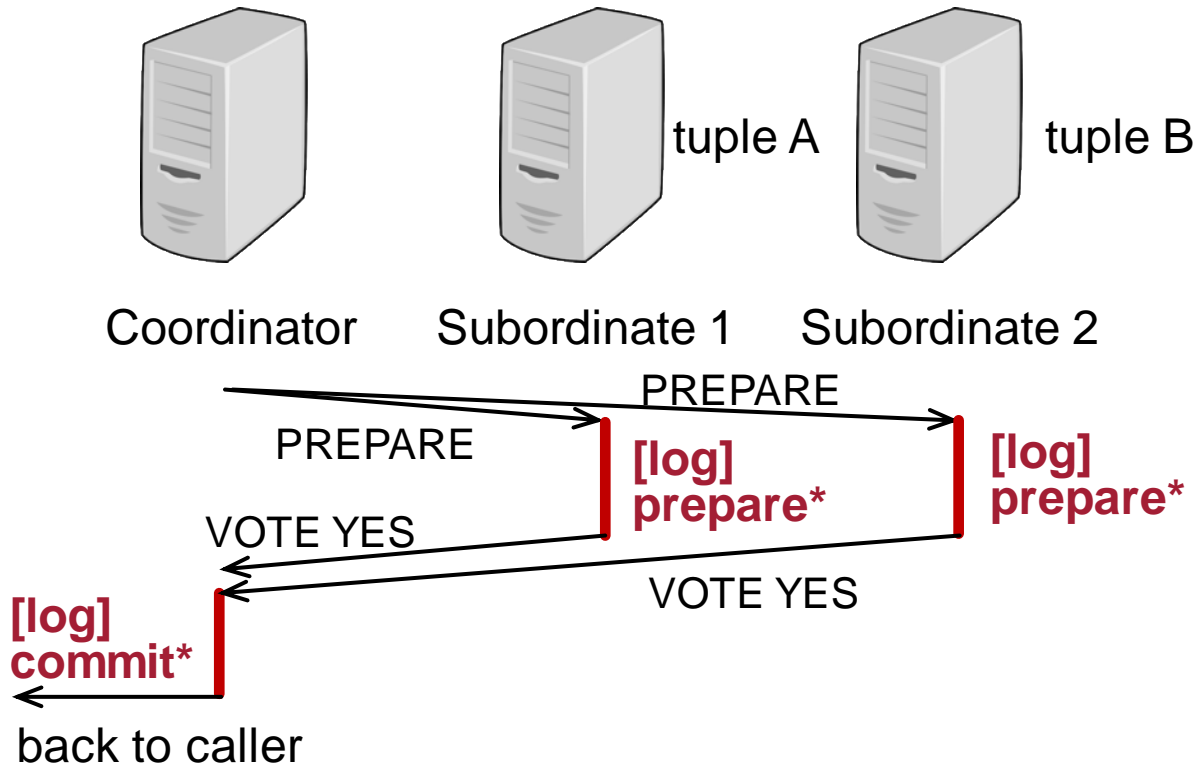 tuple A
tuple B
Coordinator
Subordinate 1
Subordinate 2
PREPARE
PREPARE
[log]
prepare*
[log]
prepare*
VOTE YES
VOTE YES
[log]
commit*
back to caller